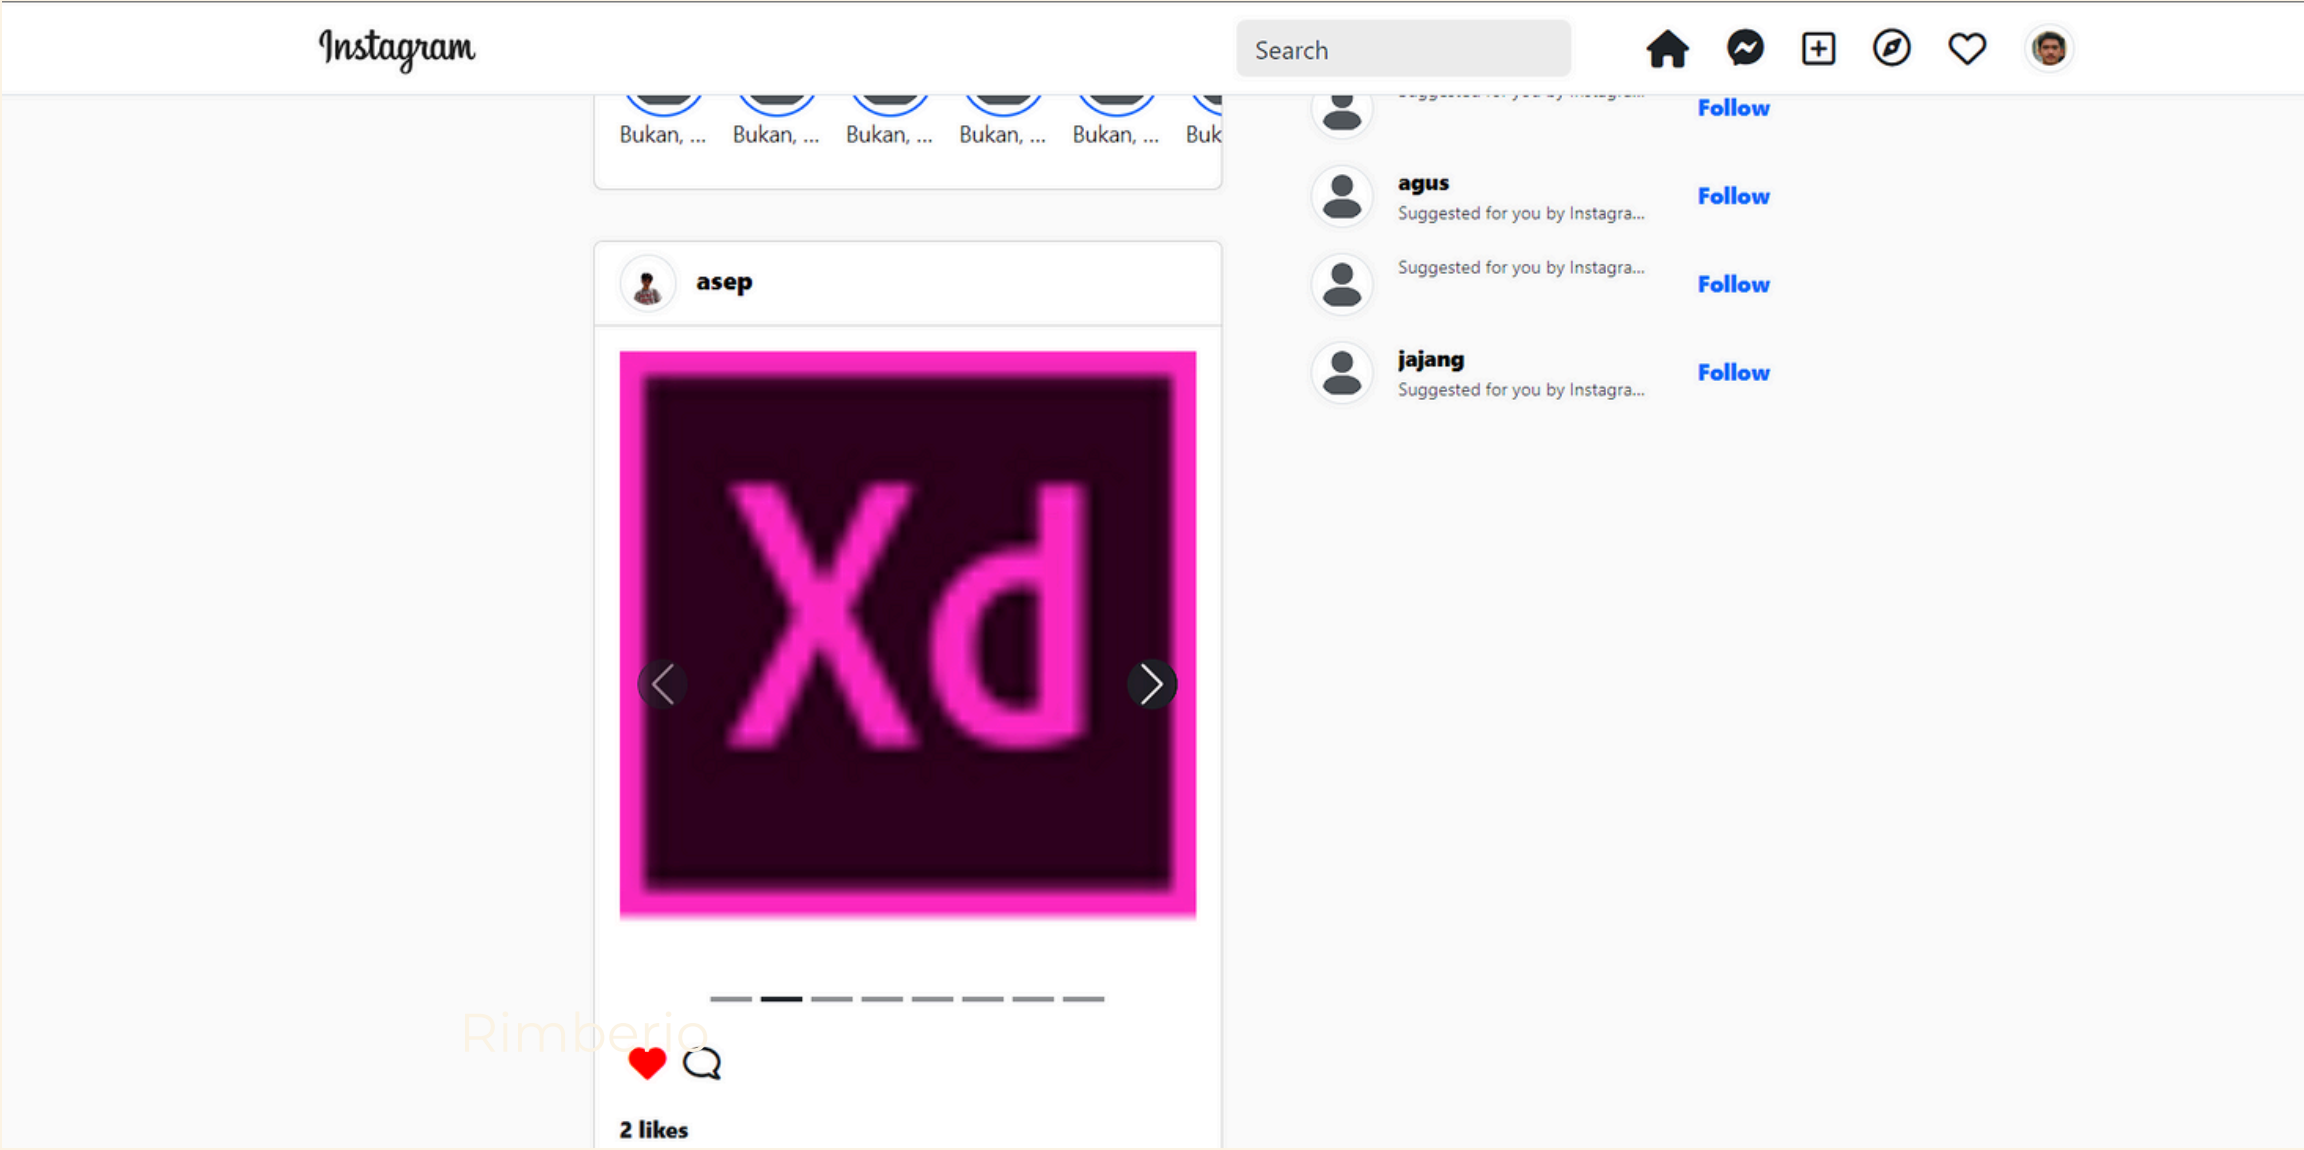 Instagram
Search
Bukan, ... Bukan, ... Bukan, ... Bukan, ... Bukan, ... Buk
Follow
agus
Suggested for you by Instagra...
Follow
Suggested for you by Instagra...
Follow
jajang
Suggested for you by Instagra...
Follow
asep
Xd
Rimberio
2 likes